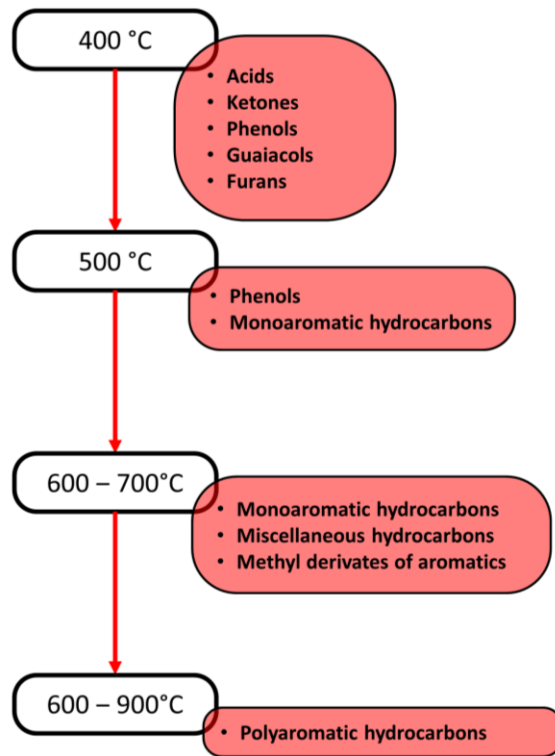 400 °C
• Acids
• Ketones
• Phenols
• Guaiacols
• Furans
500 °C
• Phenols
• Monoaromatic hydrocarbons
600 – 700°C
• Monoaromatic hydrocarbons
• Miscellaneous hydrocarbons
• Methyl derivates of aromatics
600 – 900°C
• Polyaromatic hydrocarbons